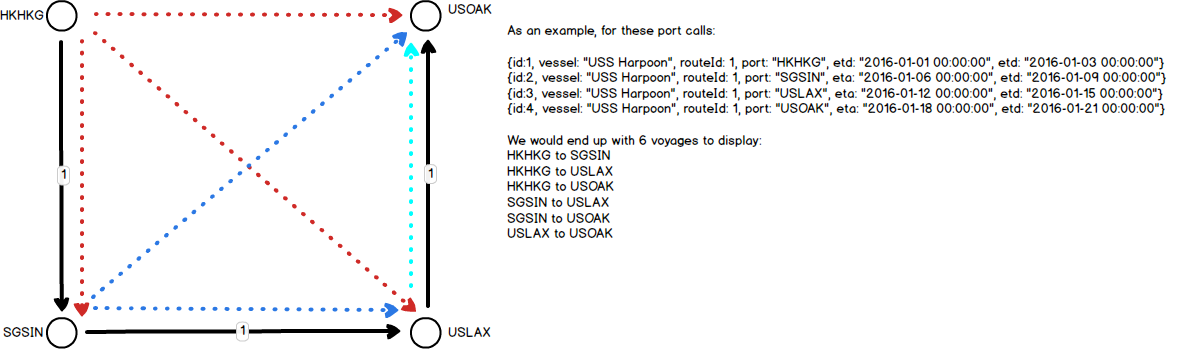 HKHKG
USOAK
1
1
SGSIN
1
USLAX
As an example, for these port calls:
{id:1, vessel: "USS Harpoon", routeId: 1, port: "HKHKG", etd: "2016-01-01 00:00:00", etd: "2016-01-03 00:00:00"}
{id:2, vessel: "USS Harpoon", routeId: 1, port: "SGSIN", eta: "2016-01-06 00:00:00", etd: "2016-01-09 00:00:00"}
{id:3, vessel: "USS Harpoon", routeId: 1, port: "USLAX", eta: "2016-01-12 00:00:00", etd: "2016-01-15 00:00:00"}
{id:4, vessel: "USS Harpoon", routeId: 1, port: "USOAK", eta: "2016-01-18 00:00:00", etd: "2016-01-21 00:00:00"}
We would end up with 6 voyages to display:
HKHKG to SGSIN
HKHKG to USLAX
HKHKG to USOAK
SGSIN to USLAX
SGSIN to USOAK
USLAX to USOAK